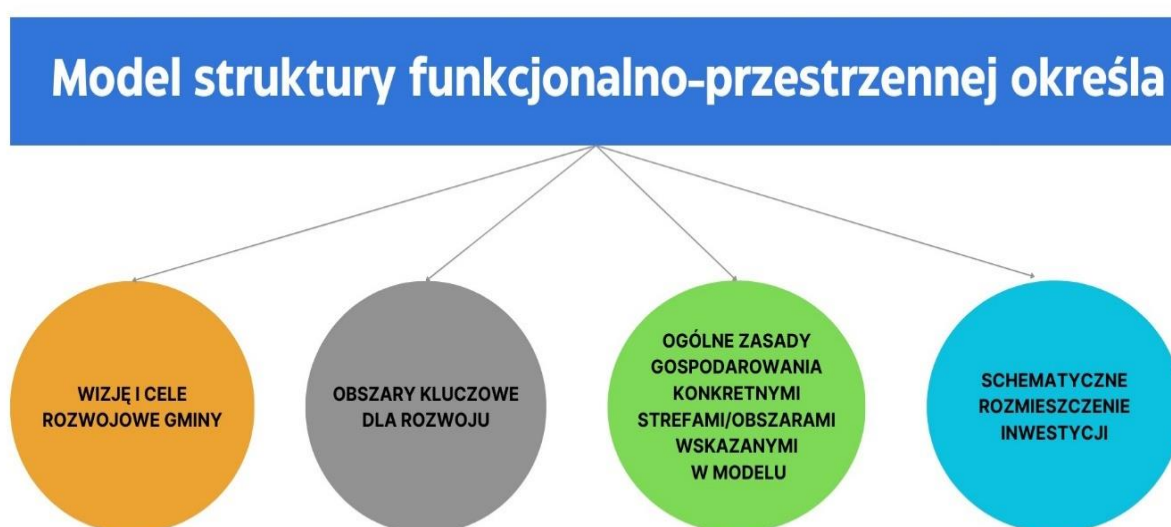 Model struktury funkcjonalno-przestrzennej określa
WIZJĘ I CELE
ROZWOJOWE GMINY
OBSZARY KLUCZOWE
DLA ROZWOJU
OGÓLNE ZASADY
GOSPODAROWANIA
KONKRETNYMI
STREFAMI/OBSZARAMI
WSKAZANYMI
W MODELU
SCHEMATYCZNE
ROZMIESZCZENIE
INWESTYCJI